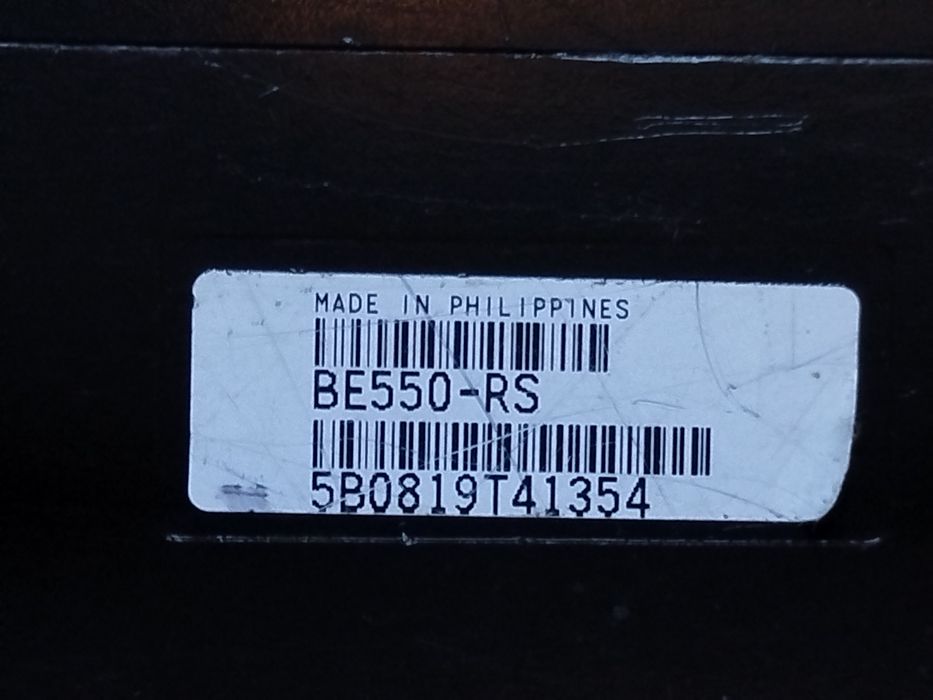 MADE IN PHILIPPINES
BE550-RS
5B0819T41354